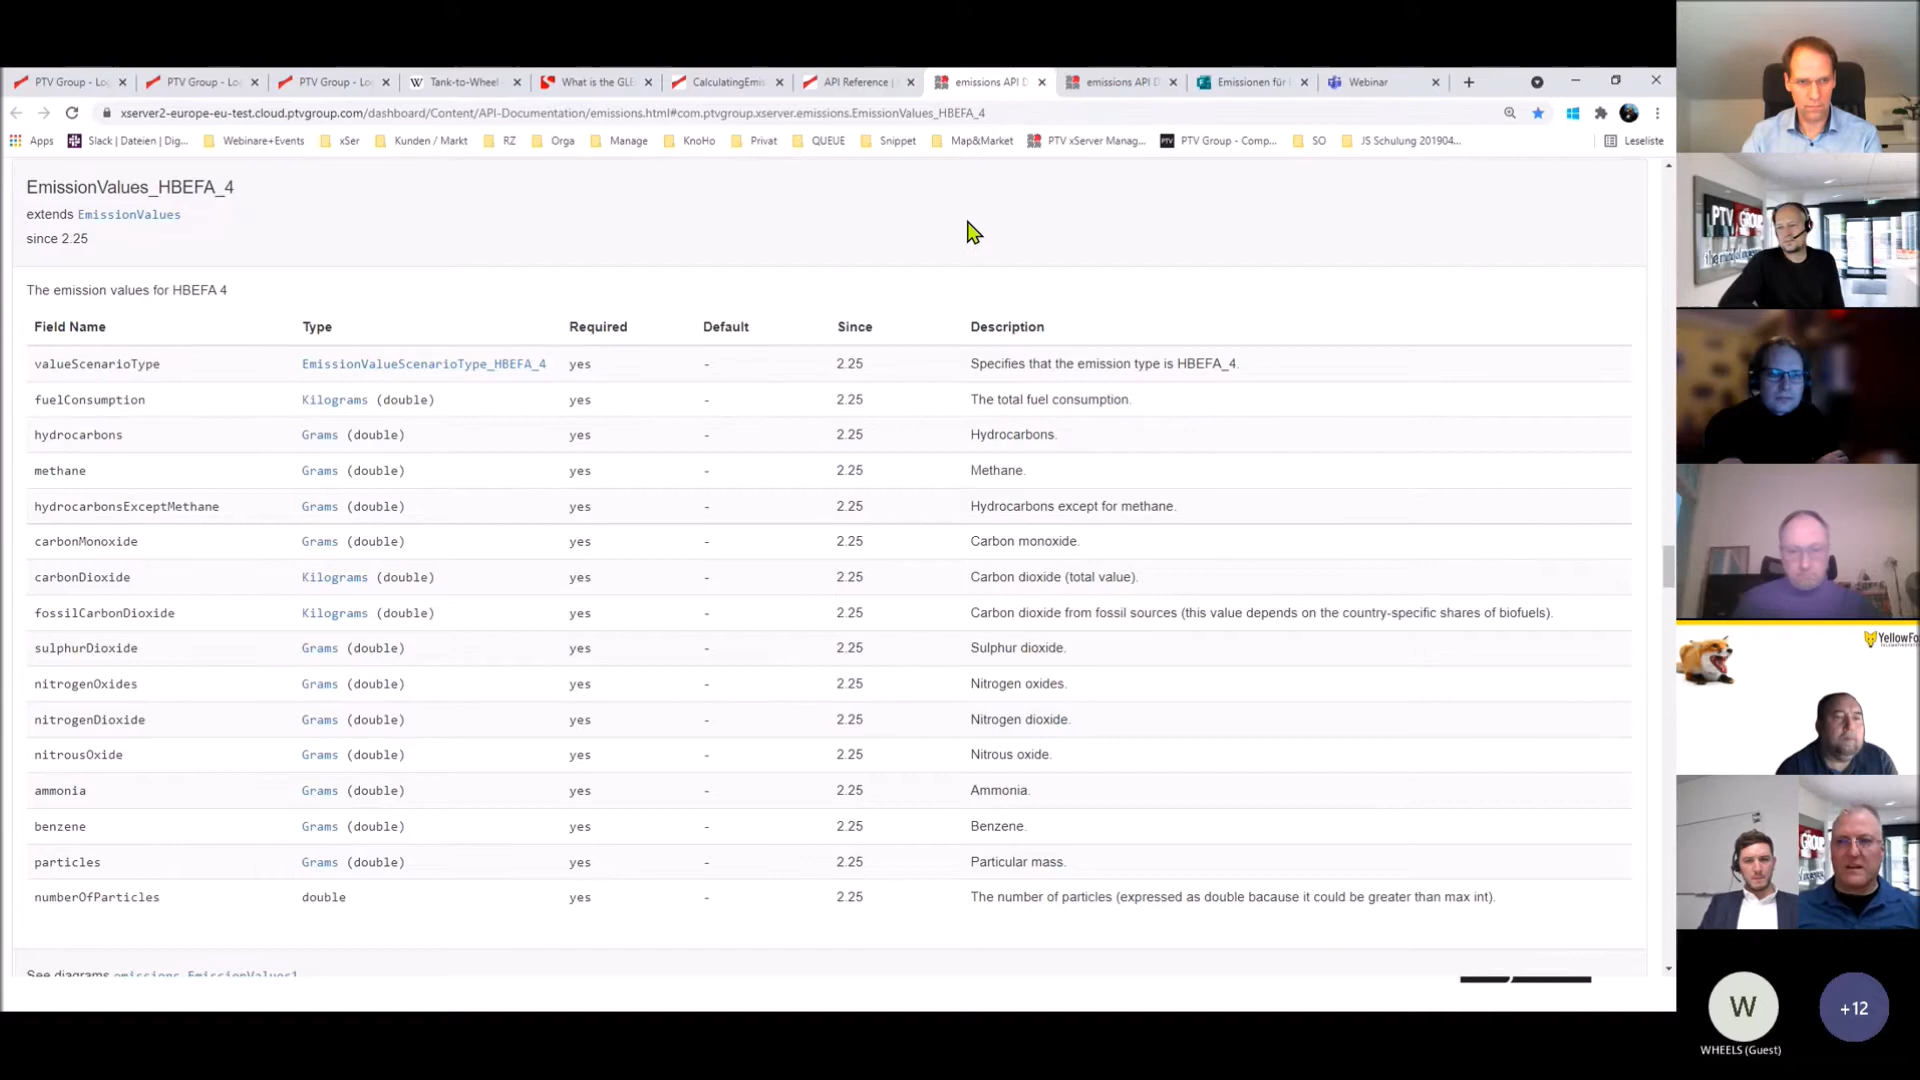 PTV Group - Lo
PTV Group - Lo
PTV Group - Lo
Tank-to-Wheel
What is the GLE
CalculatingEmis
API Reference |
emissions API D
emissions API D
Emissionen für
Webinar
xserver2-europe-eu-test.cloud.ptvgroup.com/dashboard/Content/API-Documentation/emissions.html#com.ptvgroup.xserver.emissions.EmissionValues_HBEFA_4
Apps Slack | Dateien | Dig... Webinare+Events xSer Kunden / Markt RZ Orga Manage KnoHo Privat QUEUE Snippet Map&Market PTV xServer Manag... PTV Group - Comp... SO JS Schulung 201904... Leseliste
EmissionValues_HBEFA_4
extends EmissionValues
since 2.25
The emission values for HBEFA 4
Field Name Type Required Default Since Description
valueScenarioType EmissionValueScenarioType_HBEFA_4 yes - 2.25 Specifies that the emission type is HBEFA_4.
fuelConsumption Kilograms (double) yes - 2.25 The total fuel consumption.
hydrocarbons Grams (double) yes - 2.25 Hydrocarbons.
methane Grams (double) yes - 2.25 Methane.
hydrocarbonsExceptMethane Grams (double) yes - 2.25 Hydrocarbons except for methane.
carbonMonoxide Grams (double) yes - 2.25 Carbon monoxide.
carbonDioxide Kilograms (double) yes - 2.25 Carbon dioxide (total value).
fossilCarbonDioxide Kilograms (double) yes - 2.25 Carbon dioxide from fossil sources (this value depends on the country-specific shares of biofuels).
sulphurDioxide Grams (double) yes - 2.25 Sulphur dioxide.
nitrogenOxides Grams (double) yes - 2.25 Nitrogen oxides.
nitrogenDioxide Grams (double) yes - 2.25 Nitrogen dioxide.
nitrousOxide Grams (double) yes - 2.25 Nitrous oxide.
ammonia Grams (double) yes - 2.25 Ammonia.
benzene Grams (double) yes - 2.25 Benzene.
particles Grams (double) yes - 2.25 Particular mass.
numberOfParticles double yes - 2.25 The number of particles (expressed as double bacause it could be greater than max int).
See diagrams emissions.EmissionValues1
PTV GROUP
the mind of
YellowFo
GROUP
W
WHEELS (Guest)
+12